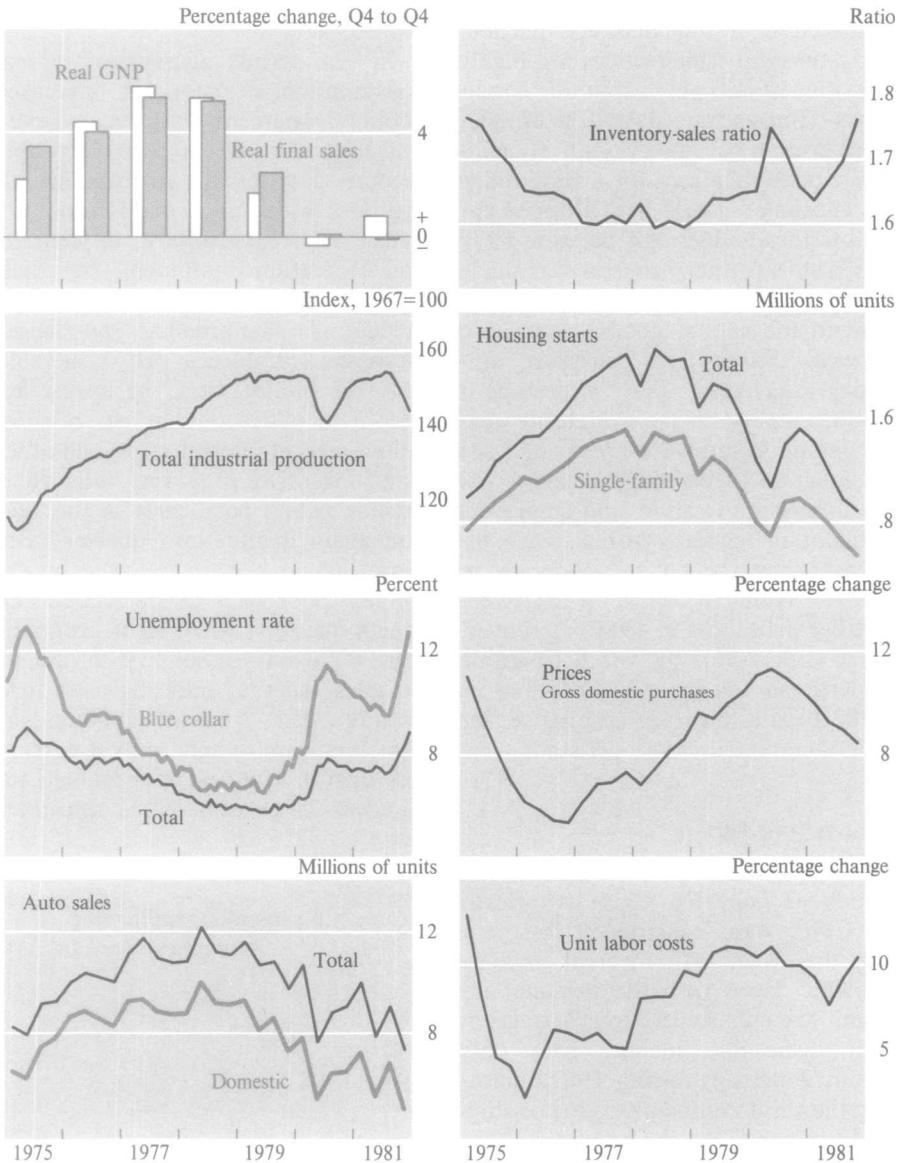 Percentage change, Q4 to Q4
Real GNP
Real final sales
4
+
0
−
Ratio
1.8
Inventory-sales ratio
1.7
1.6
Index, 1967=100
160
140
Total industrial production
120
Millions of units
Housing starts
Total
1.6
Single-family
.8
Percent
Unemployment rate
12
Blue collar
8
Total
Percentage change
12
Prices
Gross domestic purchases
8
Millions of units
Auto sales
12
Total
8
Domestic
1975 1977 1979 1981
Percentage change
Unit labor costs
10
5
1975 1977 1979 1981